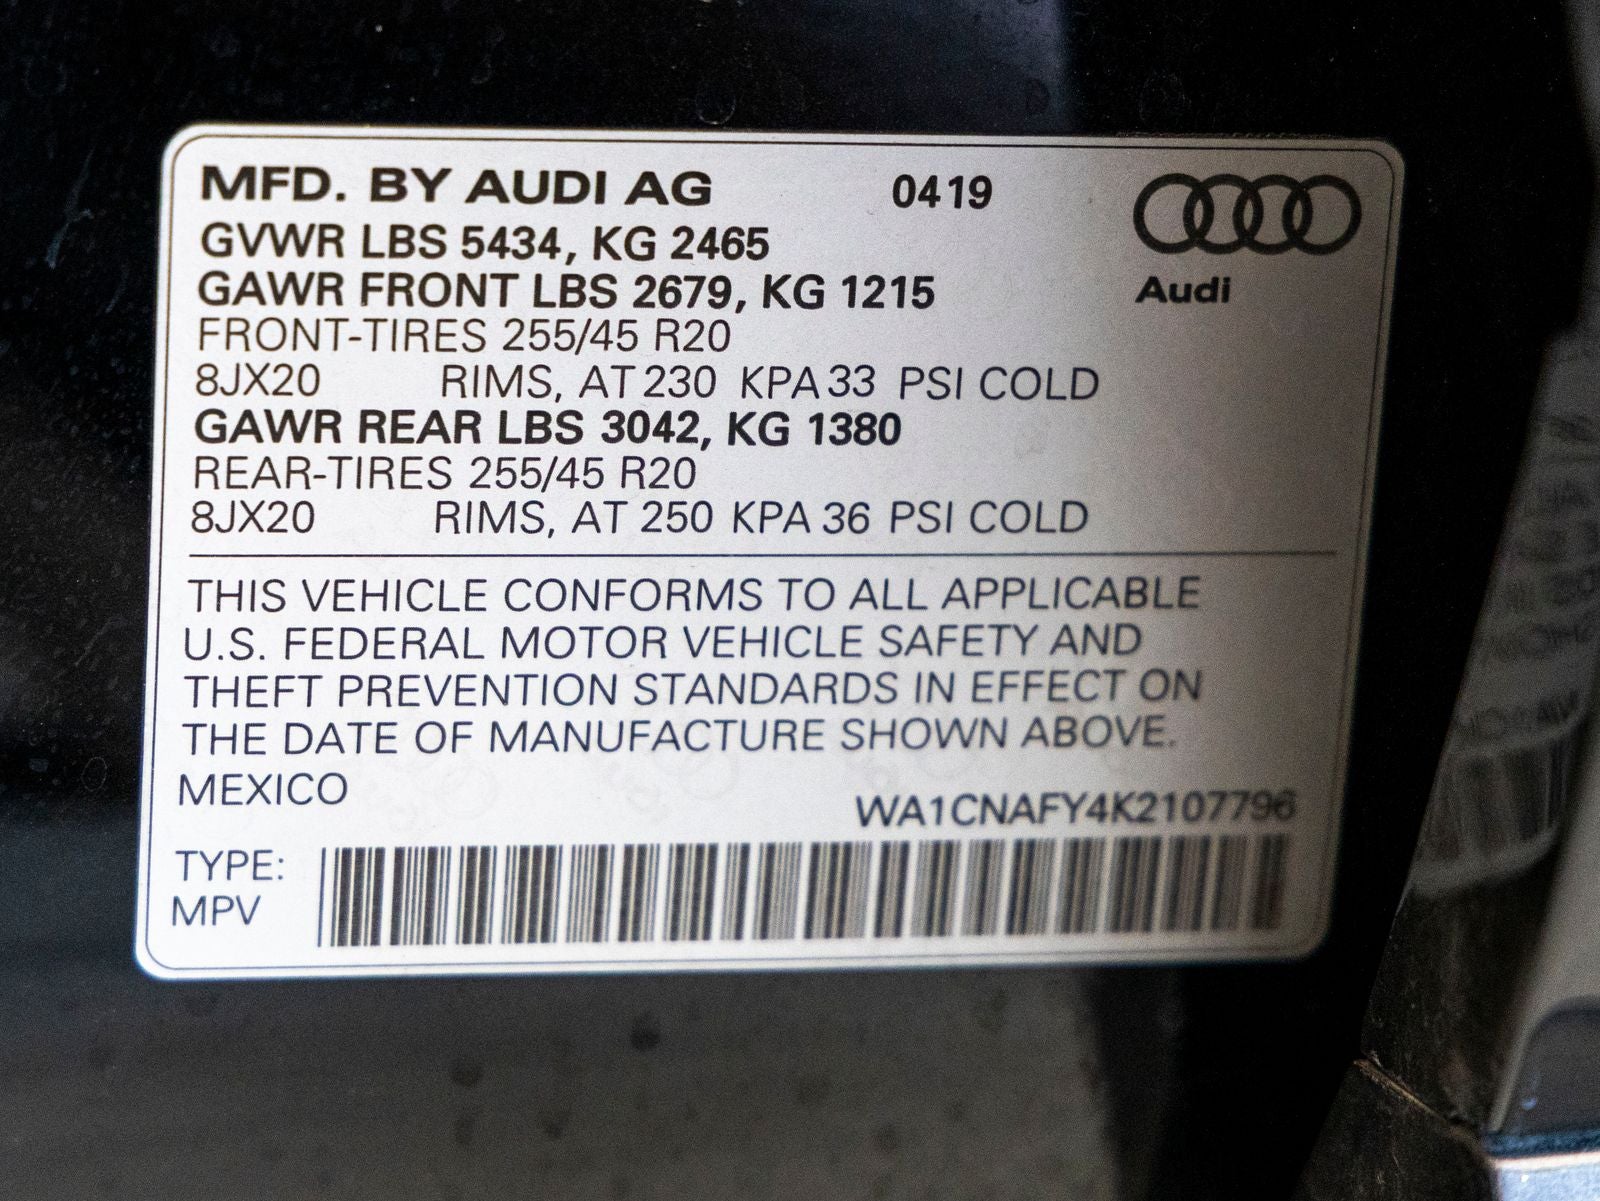 MFD. BY AUDI AG 0419
GVWR LBS 5434, KG 2465
GAWR FRONT LBS 2679, KG 1215
Audi
FRONT-TIRES 255/45 R20
8JX20 RIMS, AT 230 KPA 33 PSI COLD
GAWR REAR LBS 3042, KG 1380
REAR-TIRES 255/45 R20
8JX20 RIMS, AT 250 KPA 36 PSI COLD
THIS VEHICLE CONFORMS TO ALL APPLICABLE
U.S. FEDERAL MOTOR VEHICLE SAFETY AND
THEFT PREVENTION STANDARDS IN EFFECT ON
THE DATE OF MANUFACTURE SHOWN ABOVE.
MEXICO
WA1CNAFY4K2107796
TYPE:
MPV